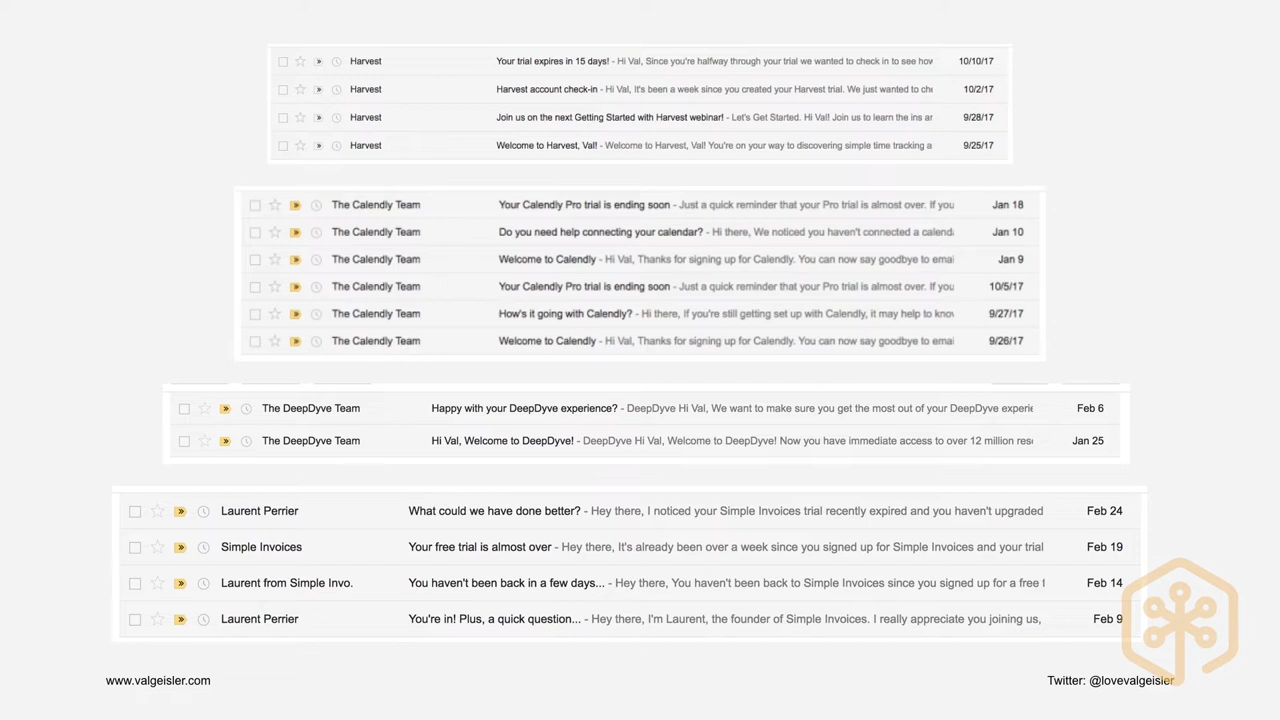 Harvest Your trial expires in 15 days! - Hi Val, Since you're halfway through your trial we wanted to check in to see how 10/10/17
Harvest Harvest account check-in - Hi Val, It's been a week since you created your Harvest trial. We just wanted to che 10/2/17
Harvest Join us on the next Getting Started with Harvest webinar! - Let's Get Started. Hi Val! Join us to learn the ins ar 9/28/17
Harvest Welcome to Harvest, Val! - Welcome to Harvest, Val! You're on your way to discovering simple time tracking a 9/25/17
The Calendly Team Your Calendly Pro trial is ending soon - Just a quick reminder that your Pro trial is almost over. If you Jan 18
The Calendly Team Do you need help connecting your calendar? - Hi there, We noticed you haven't connected a calenda Jan 10
The Calendly Team Welcome to Calendly - Hi Val, Thanks for signing up for Calendly. You can now say goodbye to emai Jan 9
The Calendly Team Your Calendly Pro trial is ending soon - Just a quick reminder that your Pro trial is almost over. If you 10/5/17
The Calendly Team How's it going with Calendly? - Hi there, If you're still getting set up with Calendly, it may help to know 9/27/17
The Calendly Team Welcome to Calendly - Hi Val, Thanks for signing up for Calendly. You can now say goodbye to emai 9/26/17
The DeepDyve Team Happy with your DeepDyve experience? - DeepDyve Hi Val, We want to make sure you get the most out of your DeepDyve experie Feb 6
The DeepDyve Team Hi Val, Welcome to DeepDyve! - DeepDyve Hi Val, Welcome to DeepDyve! Now you have immediate access to over 12 million rese Jan 25
Laurent Perrier What could we have done better? - Hey there, I noticed your Simple Invoices trial recently expired and you haven't upgraded Feb 24
Simple Invoices Your free trial is almost over - Hey there, It's already been over a week since you signed up for Simple Invoices and your trial Feb 19
Laurent from Simple Invo. You haven't been back in a few days... - Hey there, You haven't been back to Simple Invoices since you signed up for a free t Feb 14
Laurent Perrier You're in! Plus, a quick question... - Hey there, I'm Laurent, the founder of Simple Invoices. I really appreciate you joining us, Feb 9
www.valgeisler.com Twitter: @lovevalgeisler